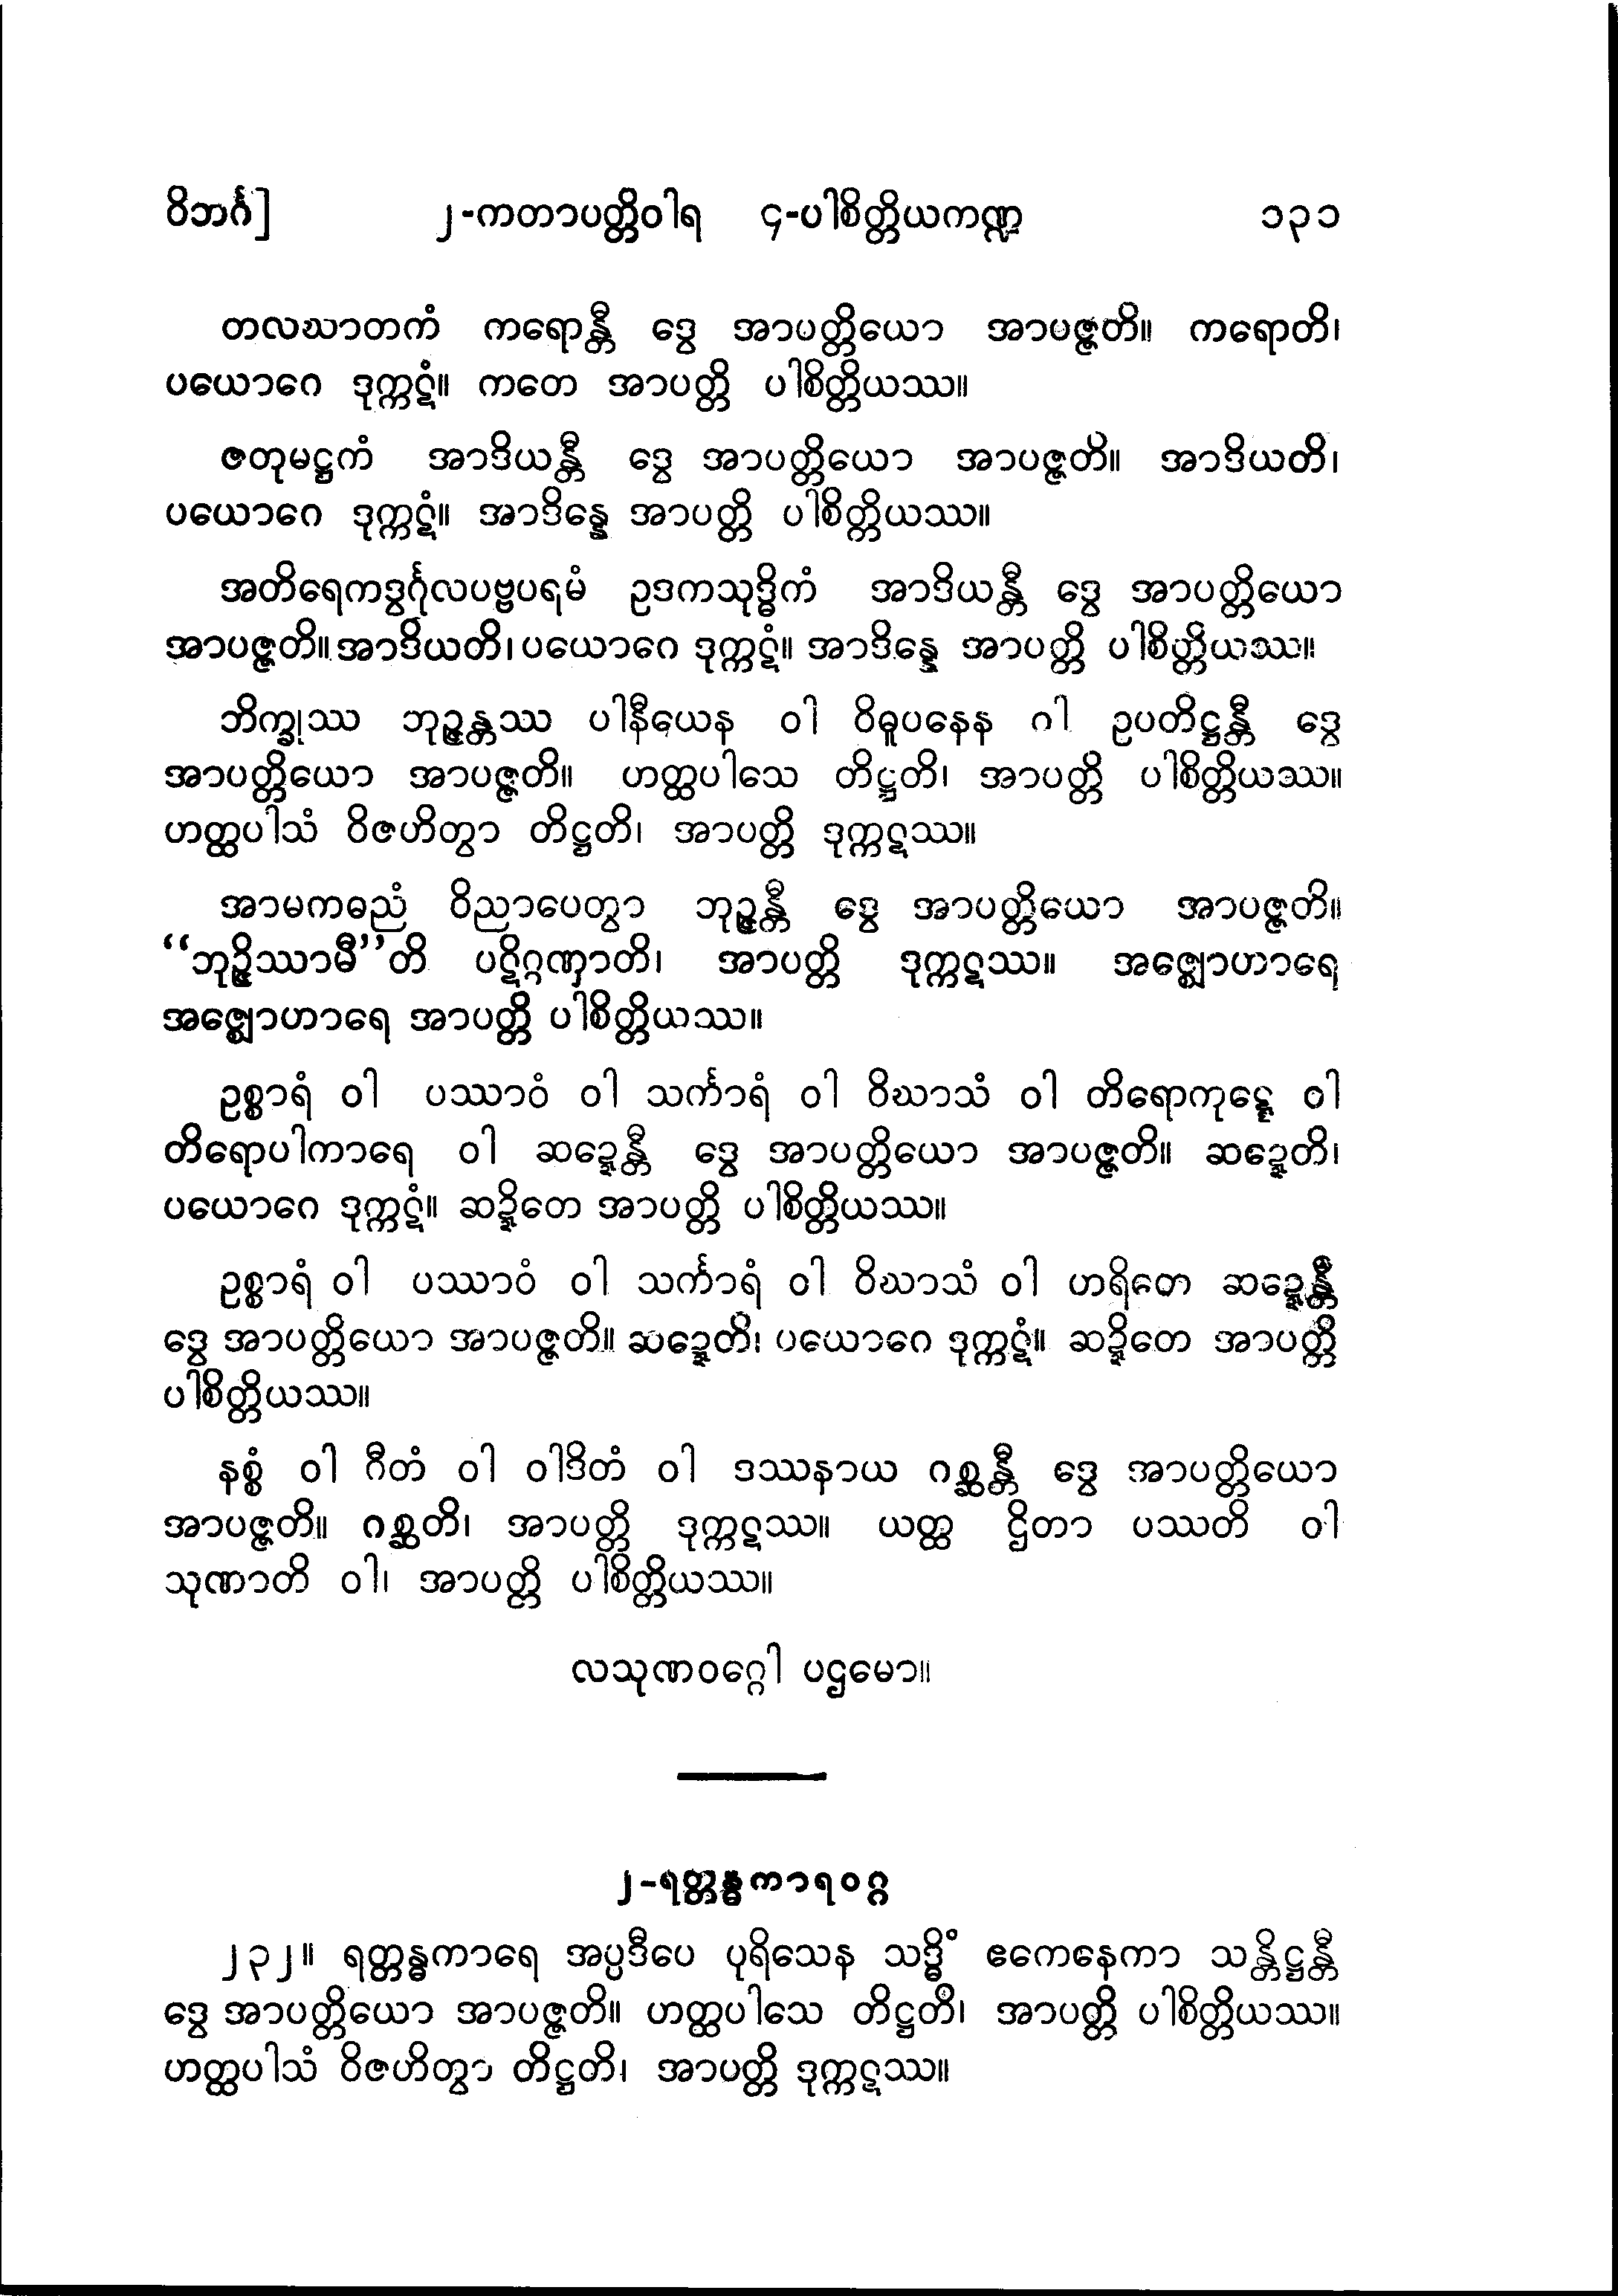 ဝိဘင်္ဂ] ၂-ကတာပတ္တိဝါရ ၄-ပါစိတ္တိယကဏ္ဍ ၁၃၁
တလဃာတကံ ကရောန္တီ ဒွေ အာပတ္တိယော အာပဇ္ဇတိ။ ကရောတိ၊
ပယောဂေ ဒုက္ကဋံ။ ကတေ အာပတ္တိ ပါစိတ္တိယဿ။
ဇတုမဋ္ဌကံ အာဒိယန္တီ ဒွေ အာပတ္တိယော အာပဇ္ဇတိ။ အာဒိယတိ၊
ပယောဂေ ဒုက္ကဋံ။ အာဒိန္နေ အာပတ္တိ ပါစိတ္တိယဿ။
အတိရေကဒွင်္ဂုလပဗ္ဗပရမံ ဥဒကသုဒ္ဓိကံ အာဒိယန္တီ ဒွေ အာပတ္တိယော
အာပဇ္ဇတိ။ အာဒိယတိ၊ ပယောဂေ ဒုက္ကဋံ။ အာဒိန္နေ အာပတ္တိ ပါစိတ္တိယဿ။
ဘိက္ခုဿ ဘုဉ္ဇန္တဿ ပါနီယေန ဝါ ဝိဓူပနေန ဂါ ဥပတိဋ္ဌန္တီ ဒွေ
အာပတ္တိယော အာပဇ္ဇတိ။ ဟတ္ထပါသေ တိဋ္ဌတိ၊ အာပတ္တိ ပါစိတ္တိယဿ။
ဟတ္ထပါသံ ဝိဇဟိတွာ တိဋ္ဌတိ၊ အာပတ္တိ ဒုက္ကဋဿ။
အာမကဓညံ ဝိညာပေတွာ ဘုဉ္ဇန္တီ ဒွေ အာပတ္တိယော အာပဇ္ဇတိ။
“ဘုဉ္ဇိဿာမီ”တိ ပဋိဂ္ဂဏှာတိ၊ အာပတ္တိ ဒုက္ကဋဿ။ အဇ္ဈောဟာရေ
အဇ္ဈောဟာရေ အာပတ္တိ ပါစိတ္တိယဿ။
ဥစ္စာရံ ဝါ ပဿာဝံ ဝါ သင်္ကာရံ ဝါ ဝိဃာသံ ဝါ တိရောကုဋ္ဋေ ဝါ
တိရောပါကာရေ ဝါ ဆဍ္ဍေန္တီ ဒွေ အာပတ္တိယော အာပဇ္ဇတိ။ ဆဍ္ဍေတိ၊
ပယောဂေ ဒုက္ကဋံ။ ဆဍ္ဍိတေ အာပတ္တိ ပါစိတ္တိယဿ။
ဥစ္စာရံ ဝါ ပဿာဝံ ဝါ သင်္ကာရံ ဝါ ဝိဃာသံ ဝါ ဟရိတေ ဆဍ္ဍေန္တီ
ဒွေ အာပတ္တိယော အာပဇ္ဇတိ။ ဆဍ္ဍေတိ၊ ပယောဂေ ဒုက္ကဋံ။ ဆဍ္ဍိတေ အာပတ္တိ
ပါစိတ္တိယဿ။
နစ္စံ ဝါ ဂီတံ ဝါ ဝါဒိတံ ဝါ ဒဿနာယ ဂစ္ဆန္တီ ဒွေ အာပတ္တိယော
အာပဇ္ဇတိ။ ဂစ္ဆတိ၊ အာပတ္တိ ဒုက္ကဋဿ။ ယတ္ထ ဌိတာ ပဿတိ ဝါ
သုဏာတိ ဝါ၊ အာပတ္တိ ပါစိတ္တိယဿ။
လသုဏဝဂ္ဂေါ ပဌမော။
၂-ရတ္တန္ဓကာရဝဂ္ဂ
၂၃၂။ ရတ္တန္ဓကာရေ အပ္ပဒီပေ ပုရိသေန သဒ္ဓိံ ဧကေနေကာ သန္တိဋ္ဌန္တီ
ဒွေ အာပတ္တိယော အာပဇ္ဇတိ။ ဟတ္ထပါသေ တိဋ္ဌတိ၊ အာပတ္တိ ပါစိတ္တိယဿ။
ဟတ္ထပါသံ ဝိဇဟိတွာ တိဋ္ဌတိ၊ အာပတ္တိ ဒုက္ကဋဿ။